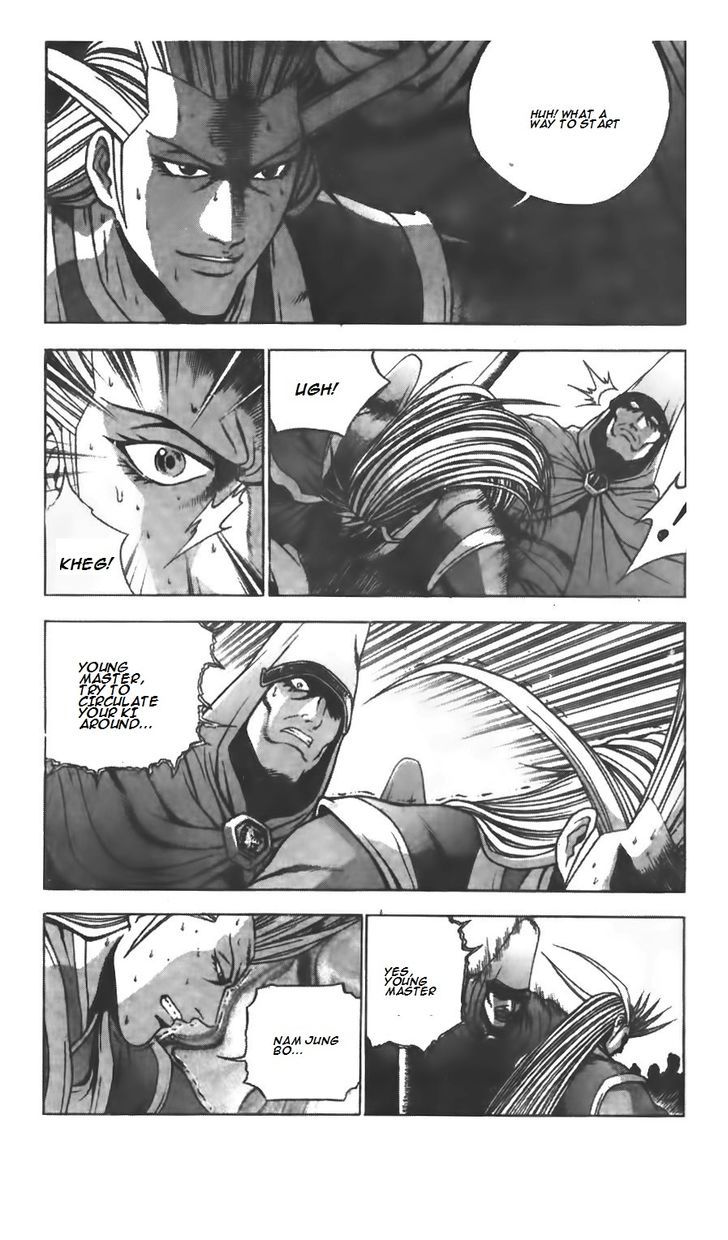 HUH! WHAT A
WAY TO START
KHEG!
UGH!
!
YOUNG
MASTER,
TRY TO
CIRCULATE
YOUR KI
AROUND...
NAM JUNG
BO...
YES,
YOUNG
MASTER